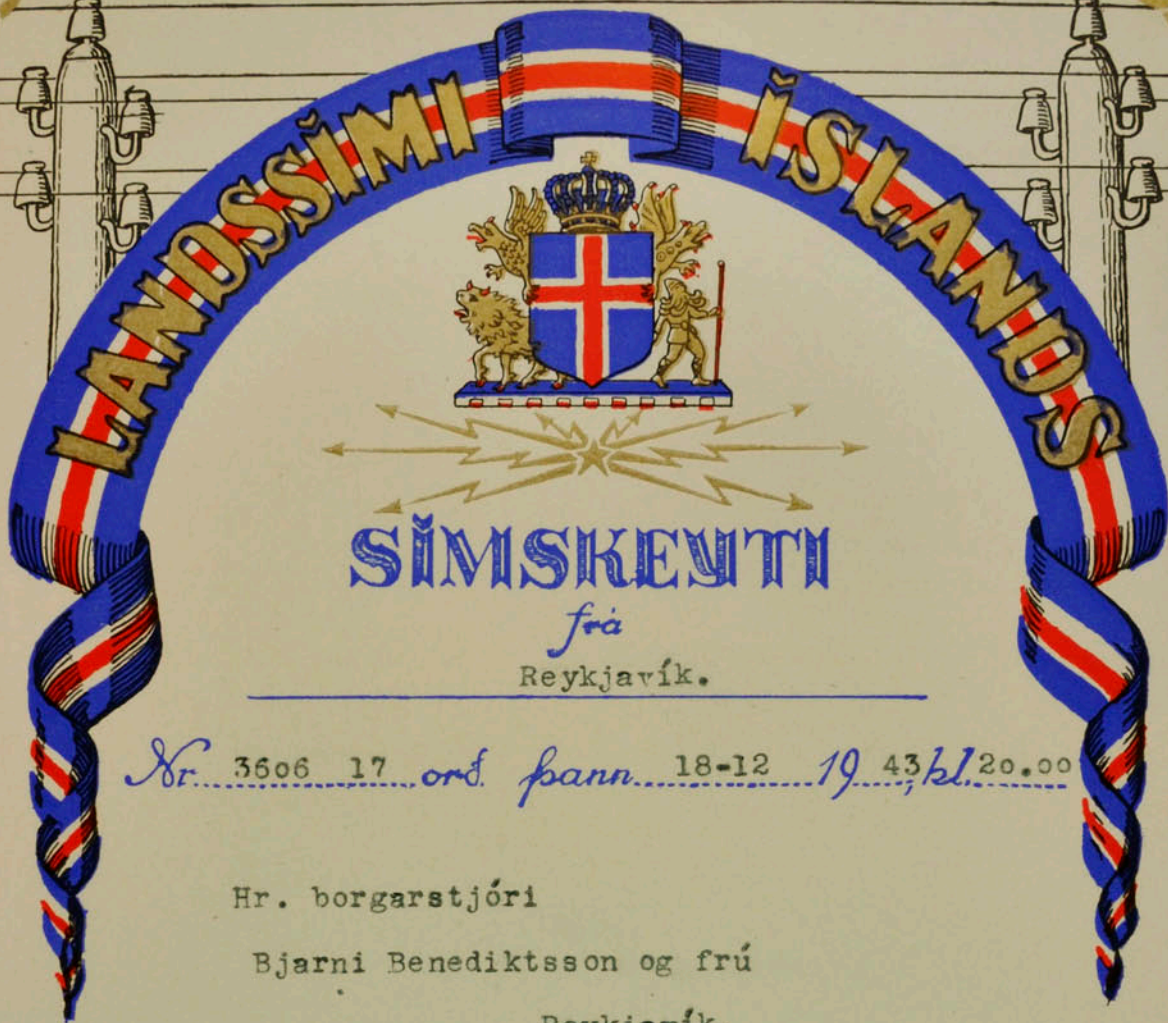 LANDSSÍMI ÍSLANDS
SÍMSKEYTI
frá
Reykjavík.
Nr. 3606 17 orð. þann 18-12 19 43, kl. 20.00
Hr. borgarstjóri
Bjarni Benediktsson og frú
Reykjavík